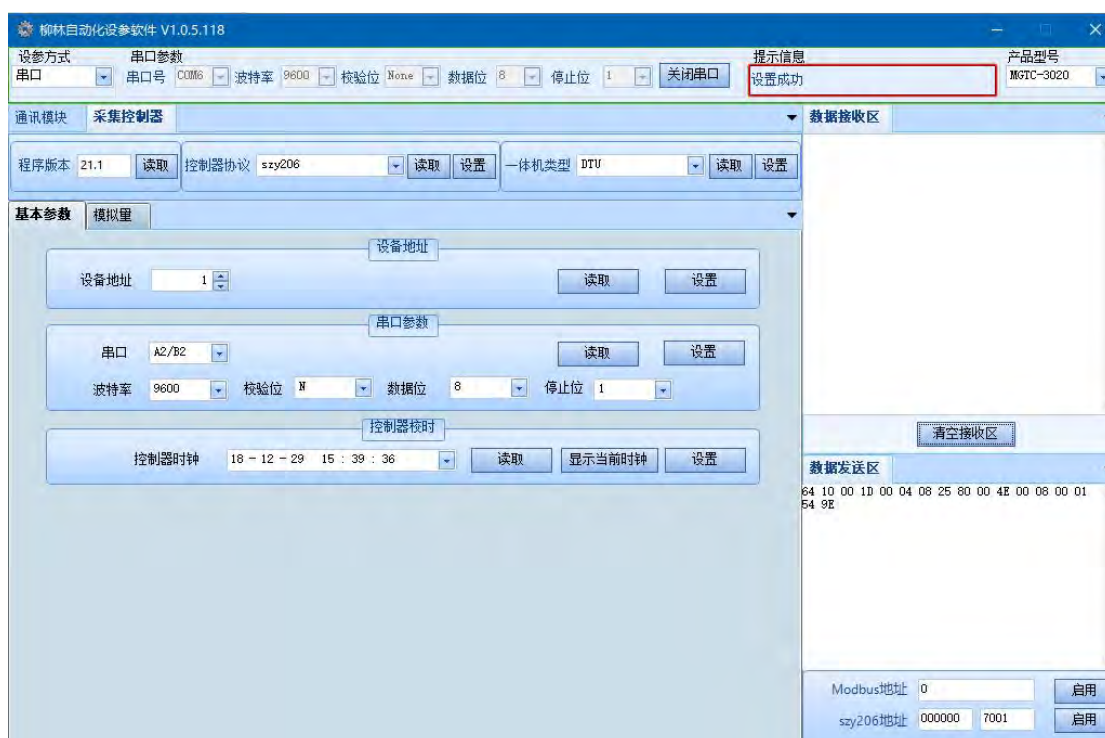 柳林自动化设参软件 V1.0.5.118
设参方式 串口参数 提示信息 产品型号
串口 串口号 COM6 波特率 9600 校验位 None 数据位 8 停止位 1 关闭串口 设置成功 MGTC-3020
通讯模块 采集控制器 数据接收区
程序版本 21.1 读取 控制器协议 szy206 读取 设置 一体机类型 DTU 读取 设置
基本参数 模拟量
设备地址
设备地址 1 读取 设置
串口参数
串口 A2/B2 读取 设置
波特率 9600 校验位 N 数据位 8 停止位 1
控制器校时
清空接收区
控制器时钟 18 - 12 - 29 15 : 39 : 36 读取 显示当前时钟 设置
数据发送区
64 10 00 1D 00 04 08 25 80 00 4E 00 08 00 01
54 9E
Modbus地址 0 启用
szy206地址 000000 7001 启用